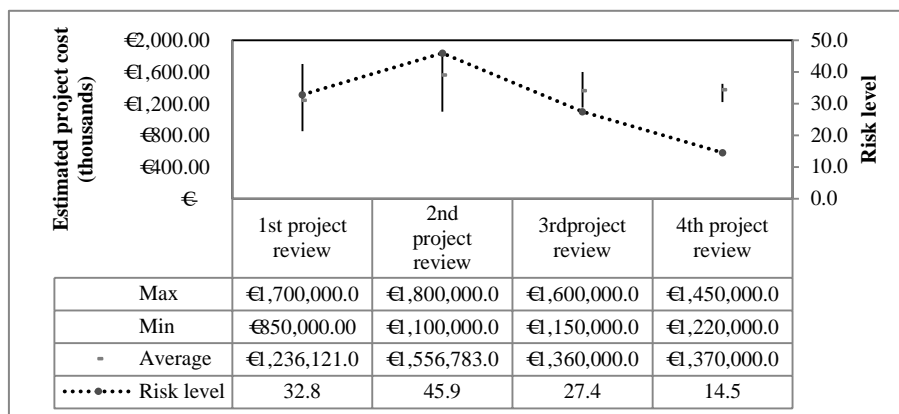 Estimated project cost
(thousands)
€2,000.00
€1,600.00
€1,200.00
€800.00
€400.00
€-
50.0
40.0
30.0
20.0
10.0
0.0
Risk level
1st project
review
2nd
project
review
3rdproject
review
4th project
review
Max €1,700,000.0 €1,800,000.0 €1,600,000.0 €1,450,000.0
Min €850,000.00 €1,100,000.0 €1,150,000.0 €1,220,000.0
Average €1,236,121.0 €1,556,783.0 €1,360,000.0 €1,370,000.0
Risk level 32.8 45.9 27.4 14.5